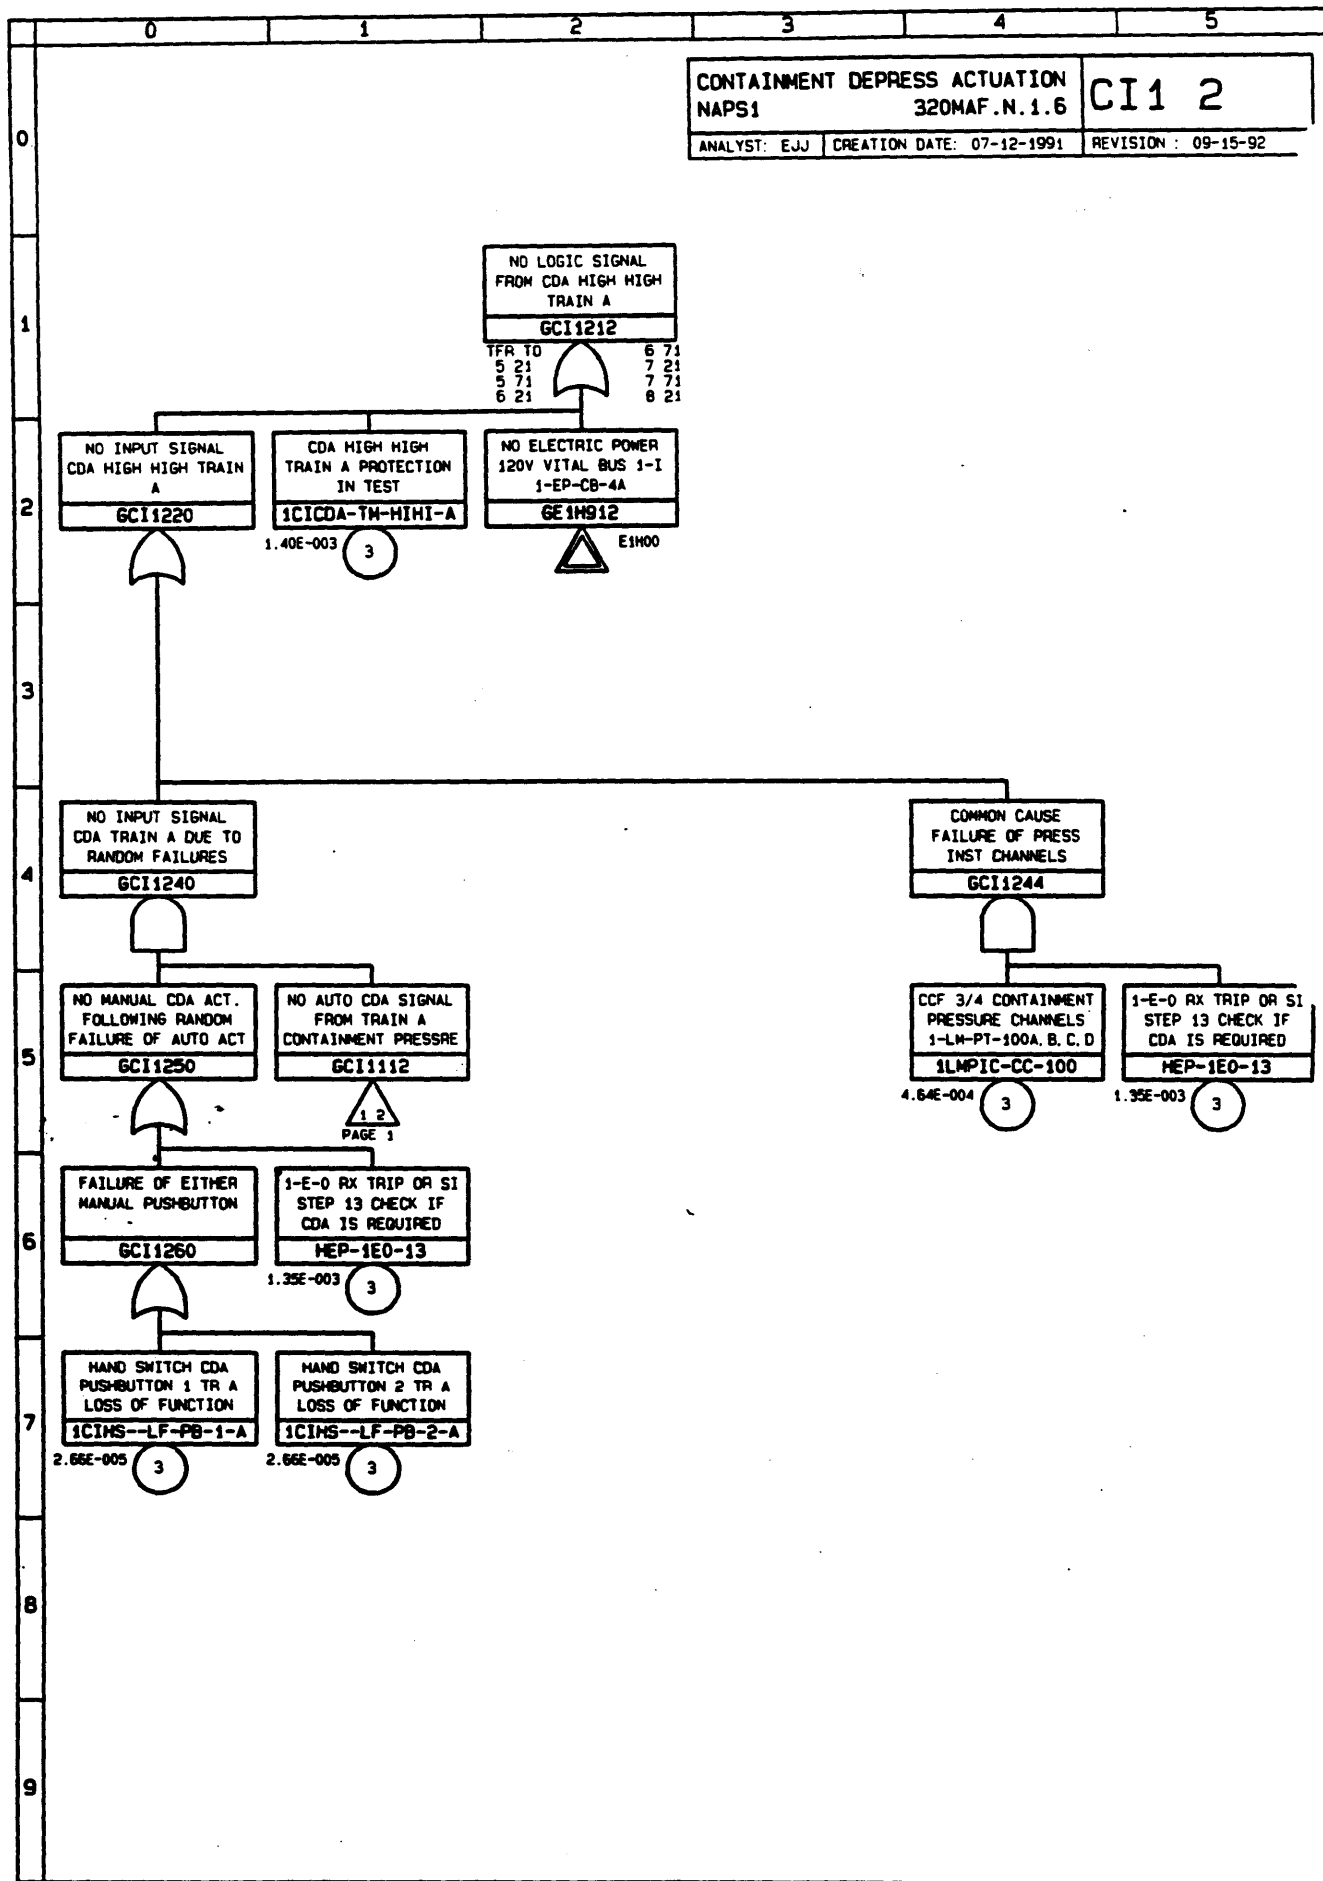 0 1 2 3 4 5
CONTAINMENT DEPRESS ACTUATION
NAPS1 320MAF.N.1.6
CI1 2
ANALYST: EJJ CREATION DATE: 07-12-1991 REVISION : 09-15-92
0
NO LOGIC SIGNAL
FROM CDA HIGH HIGH
TRAIN A
GCI1212
1
TFR TO 6 71
5 21 7 21
5 71 7 71
6 21 8 21
NO INPUT SIGNAL
CDA HIGH HIGH TRAIN
A
GCI1220
CDA HIGH HIGH
TRAIN A PROTECTION
IN TEST
1CICDA-TM-HIHI-A
1.40E-003 3
NO ELECTRIC POWER
120V VITAL BUS 1-I
1-EP-CB-4A
GE1H912
E1H00
2
3
NO INPUT SIGNAL
CDA TRAIN A DUE TO
RANDOM FAILURES
GCI1240
COMMON CAUSE
FAILURE OF PRESS
INST CHANNELS
GCI1244
4
NO MANUAL CDA ACT.
FOLLOWING RANDOM
FAILURE OF AUTO ACT
GCI1250
NO AUTO CDA SIGNAL
FROM TRAIN A
CONTAINMENT PRESSRE
GCI1112
1 2
PAGE 1
CCF 3/4 CONTAINMENT
PRESSURE CHANNELS
1-LM-PT-100A, B, C, D
1LMPIC-CC-100
4.64E-004 3
1-E-0 RX TRIP OR SI
STEP 13 CHECK IF
CDA IS REQUIRED
HEP-1E0-13
1.35E-003 3
5
FAILURE OF EITHER
MANUAL PUSHBUTTON
GCI1260
1-E-0 RX TRIP OR SI
STEP 13 CHECK IF
CDA IS REQUIRED
HEP-1E0-13
1.35E-003 3
6
HAND SWITCH CDA
PUSHBUTTON 1 TR A
LOSS OF FUNCTION
1CIHS--LF-PB-1-A
2.66E-005 3
HAND SWITCH CDA
PUSHBUTTON 2 TR A
LOSS OF FUNCTION
1CIHS--LF-PB-2-A
2.66E-005 3
7
8
9